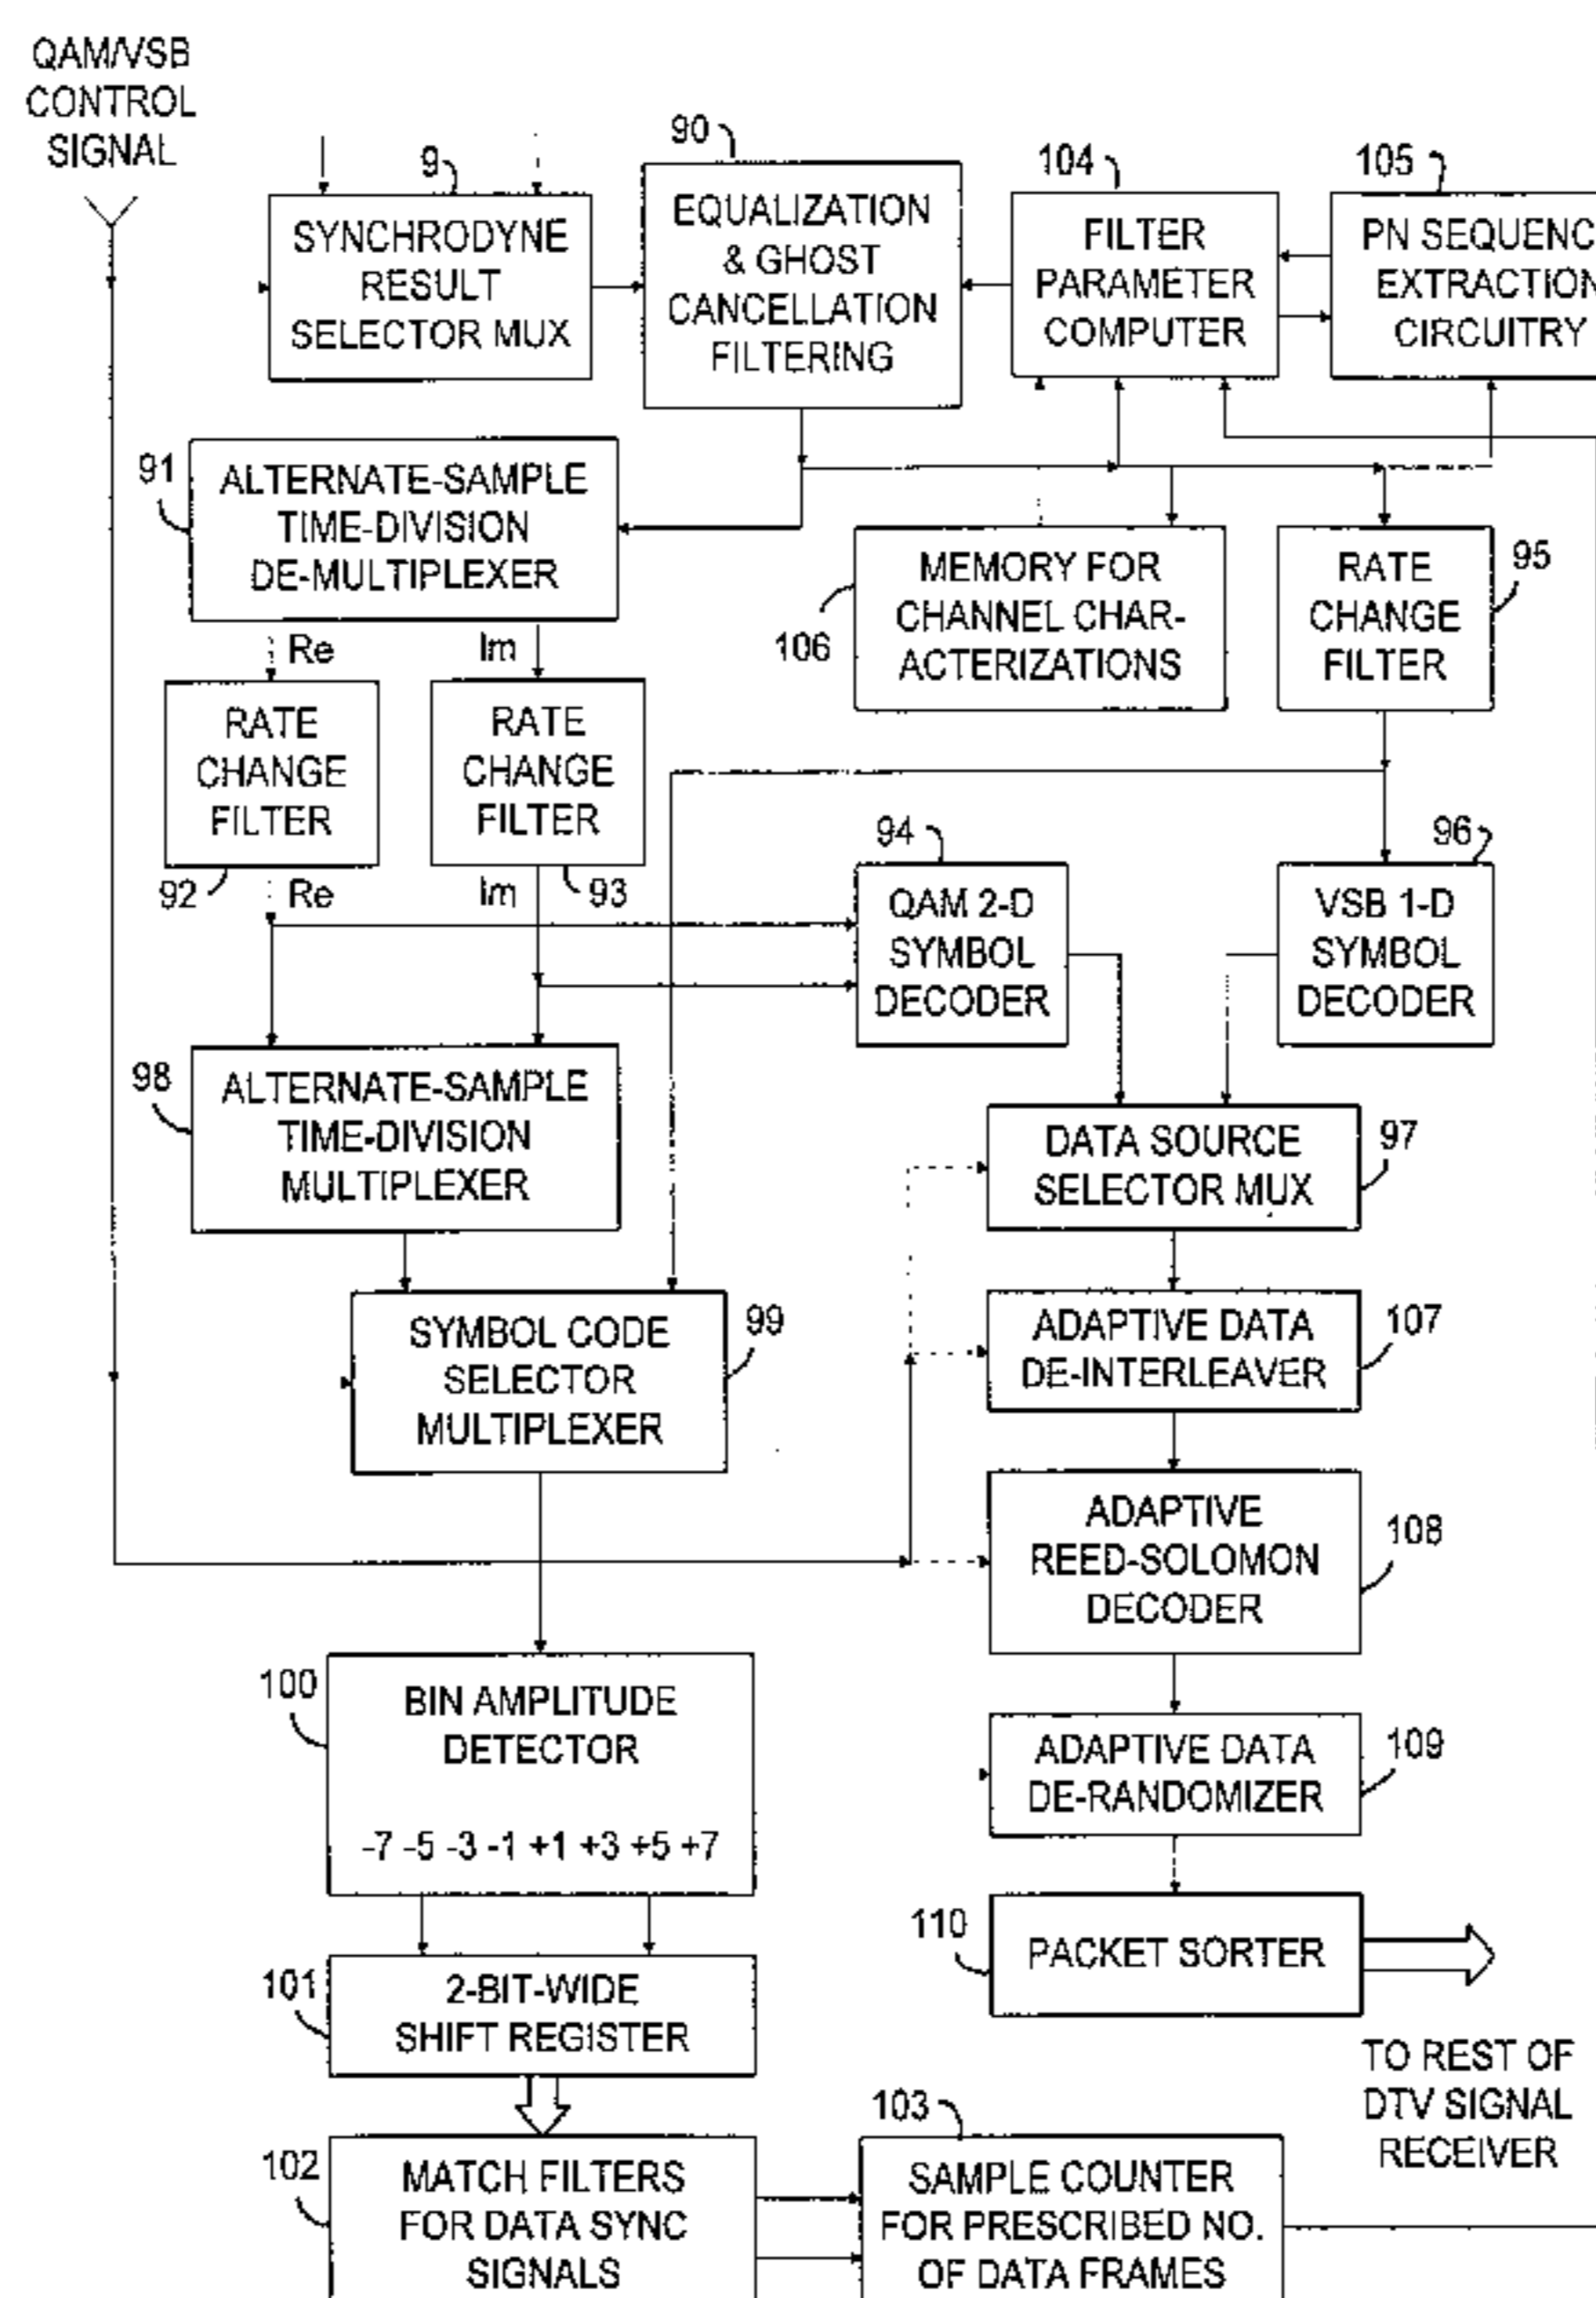 QAM/VSB
CONTROL
SIGNAL
9
SYNCHRODYNE
RESULT
SELECTOR MUX
90
EQUALIZATION
& GHOST
CANCELLATION
FILTERING
104
FILTER
PARAMETER
COMPUTER
105
PN SEQUENC
EXTRACTION
CIRCUITRY
91
ALTERNATE-SAMPLE
TIME-DIVISION
DE-MULTIPLEXER
MEMORY FOR
CHANNEL CHAR-
ACTERIZATIONS
106
RATE
CHANGE
FILTER
95
Re
Im
RATE
CHANGE
FILTER
92
RATE
CHANGE
FILTER
93
Re
Im
94
QAM 2-D
SYMBOL
DECODER
96
VSB 1-D
SYMBOL
DECODER
98
ALTERNATE-SAMPLE
TIME-DIVISION
MULTIPLEXER
DATA SOURCE
SELECTOR MUX
97
SYMBOL CODE
SELECTOR
MULTIPLEXER
99
ADAPTIVE DATA
DE-INTERLEAVER
107
ADAPTIVE
REED-SOLOMON
DECODER
108
100
BIN AMPLITUDE
DETECTOR
-7 -5 -3 -1 +1 +3 +5 +7
ADAPTIVE DATA
DE-RANDOMIZER
109
110
PACKET SORTER
101
2-BIT-WIDE
SHIFT REGISTER
TO REST OF
DTV SIGNAL
RECEIVER
102
MATCH FILTERS
FOR DATA SYNC
SIGNALS
103
SAMPLE COUNTER
FOR PRESCRIBED NO.
OF DATA FRAMES